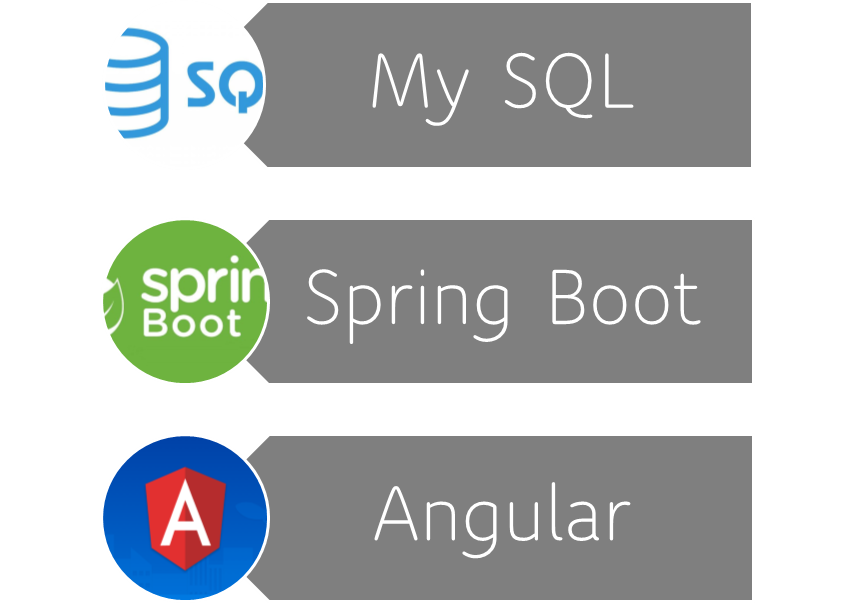 SQ
My SQL
sprin
Boot
Spring Boot
A
Angular